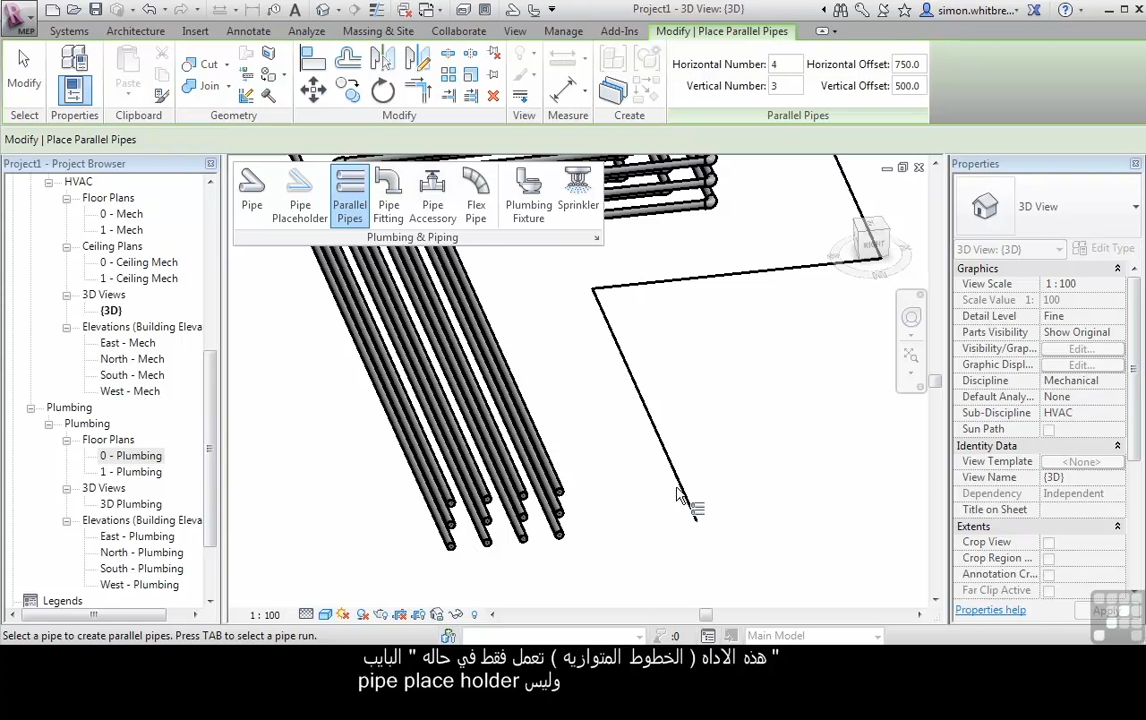 Project1 - 3D View: {3D}
simon.whitbre...
MEP
Systems Architecture Insert Annotate Analyze Massing & Site Collaborate View Manage Add-Ins Modify | Place Parallel Pipes
Modify Paste Cut Join
Horizontal Number: 4 Horizontal Offset: 750.0
Vertical Number: 3 Vertical Offset: 500.0
Select Properties Clipboard Geometry Modify View Measure Create Parallel Pipes
Modify | Place Parallel Pipes
Project1 - Project Browser
HVAC
Floor Plans
0 - Mech
1 - Mech
Ceiling Plans
0 - Ceiling Mech
1 - Ceiling Mech
3D Views
{3D}
Elevations (Building Eleva
East - Mech
North - Mech
South - Mech
West - Mech
Plumbing
Plumbing
Floor Plans
0 - Plumbing
1 - Plumbing
3D Views
3D Plumbing
Elevations (Building Eleva
East - Plumbing
North - Plumbing
South - Plumbing
West - Plumbing
Legends
Pipe
Pipe Placeholder
Parallel Pipes
Pipe Fitting
Pipe Accessory
Flex Pipe
Plumbing Fixture
Sprinkler
Plumbing & Piping
RIGHT
Properties
3D View
3D View: {3D} Edit Type
Graphics
View Scale 1 : 100
Scale Value 1: 100
Detail Level Fine
Parts Visibility Show Original
Visibility/Grap... Edit...
Graphic Displ... Edit...
Discipline Mechanical
Default Analy... None
Sub-Discipline HVAC
Sun Path
Identity Data
View Template <None>
View Name {3D}
Dependency Independent
Title on Sheet
Extents
Crop View
Crop Region ...
Annotation Cr...
Far Clip Active
Properties help Apply
1 : 100
Select a pipe to create parallel pipes. Press TAB to select a pipe run.
:0
Main Model
" هذه الاداه ( الخطوط المتوازيه ) تعمل فقط في حاله " البايب
وليس pipe place holder